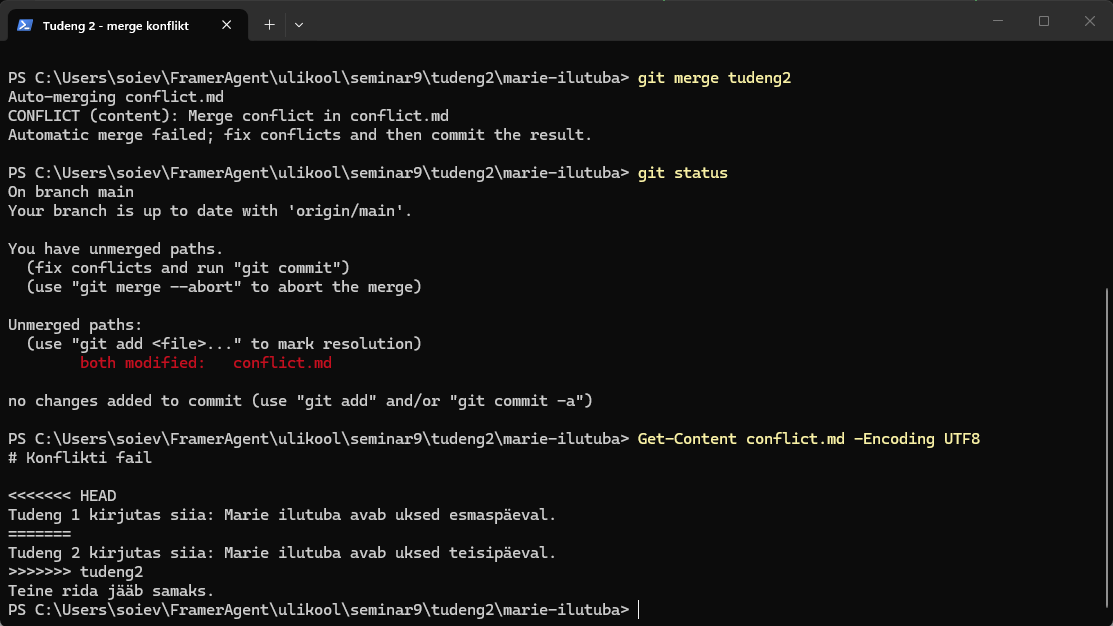 Tudeng 2 - merge konflikt
PS C:\Users\soiev\FramerAgent\ulikool\seminar9\tudeng2\marie-ilutuba> git merge tudeng2
Auto-merging conflict.md
CONFLICT (content): Merge conflict in conflict.md
Automatic merge failed; fix conflicts and then commit the result.
PS C:\Users\soiev\FramerAgent\ulikool\seminar9\tudeng2\marie-ilutuba> git status
On branch main
Your branch is up to date with 'origin/main'.
You have unmerged paths.
  (fix conflicts and run "git commit")
  (use "git merge --abort" to abort the merge)
Unmerged paths:
  (use "git add <file>..." to mark resolution)
        both modified:   conflict.md
no changes added to commit (use "git add" and/or "git commit -a")
PS C:\Users\soiev\FramerAgent\ulikool\seminar9\tudeng2\marie-ilutuba> Get-Content conflict.md -Encoding UTF8
# Konflikti fail
<<<<<<< HEAD
Tudeng 1 kirjutas siia: Marie ilutuba avab uksed esmaspäeval.
=======
Tudeng 2 kirjutas siia: Marie ilutuba avab uksed teisipäeval.
>>>>>>> tudeng2
Teine rida jääb samaks.
PS C:\Users\soiev\FramerAgent\ulikool\seminar9\tudeng2\marie-ilutuba>